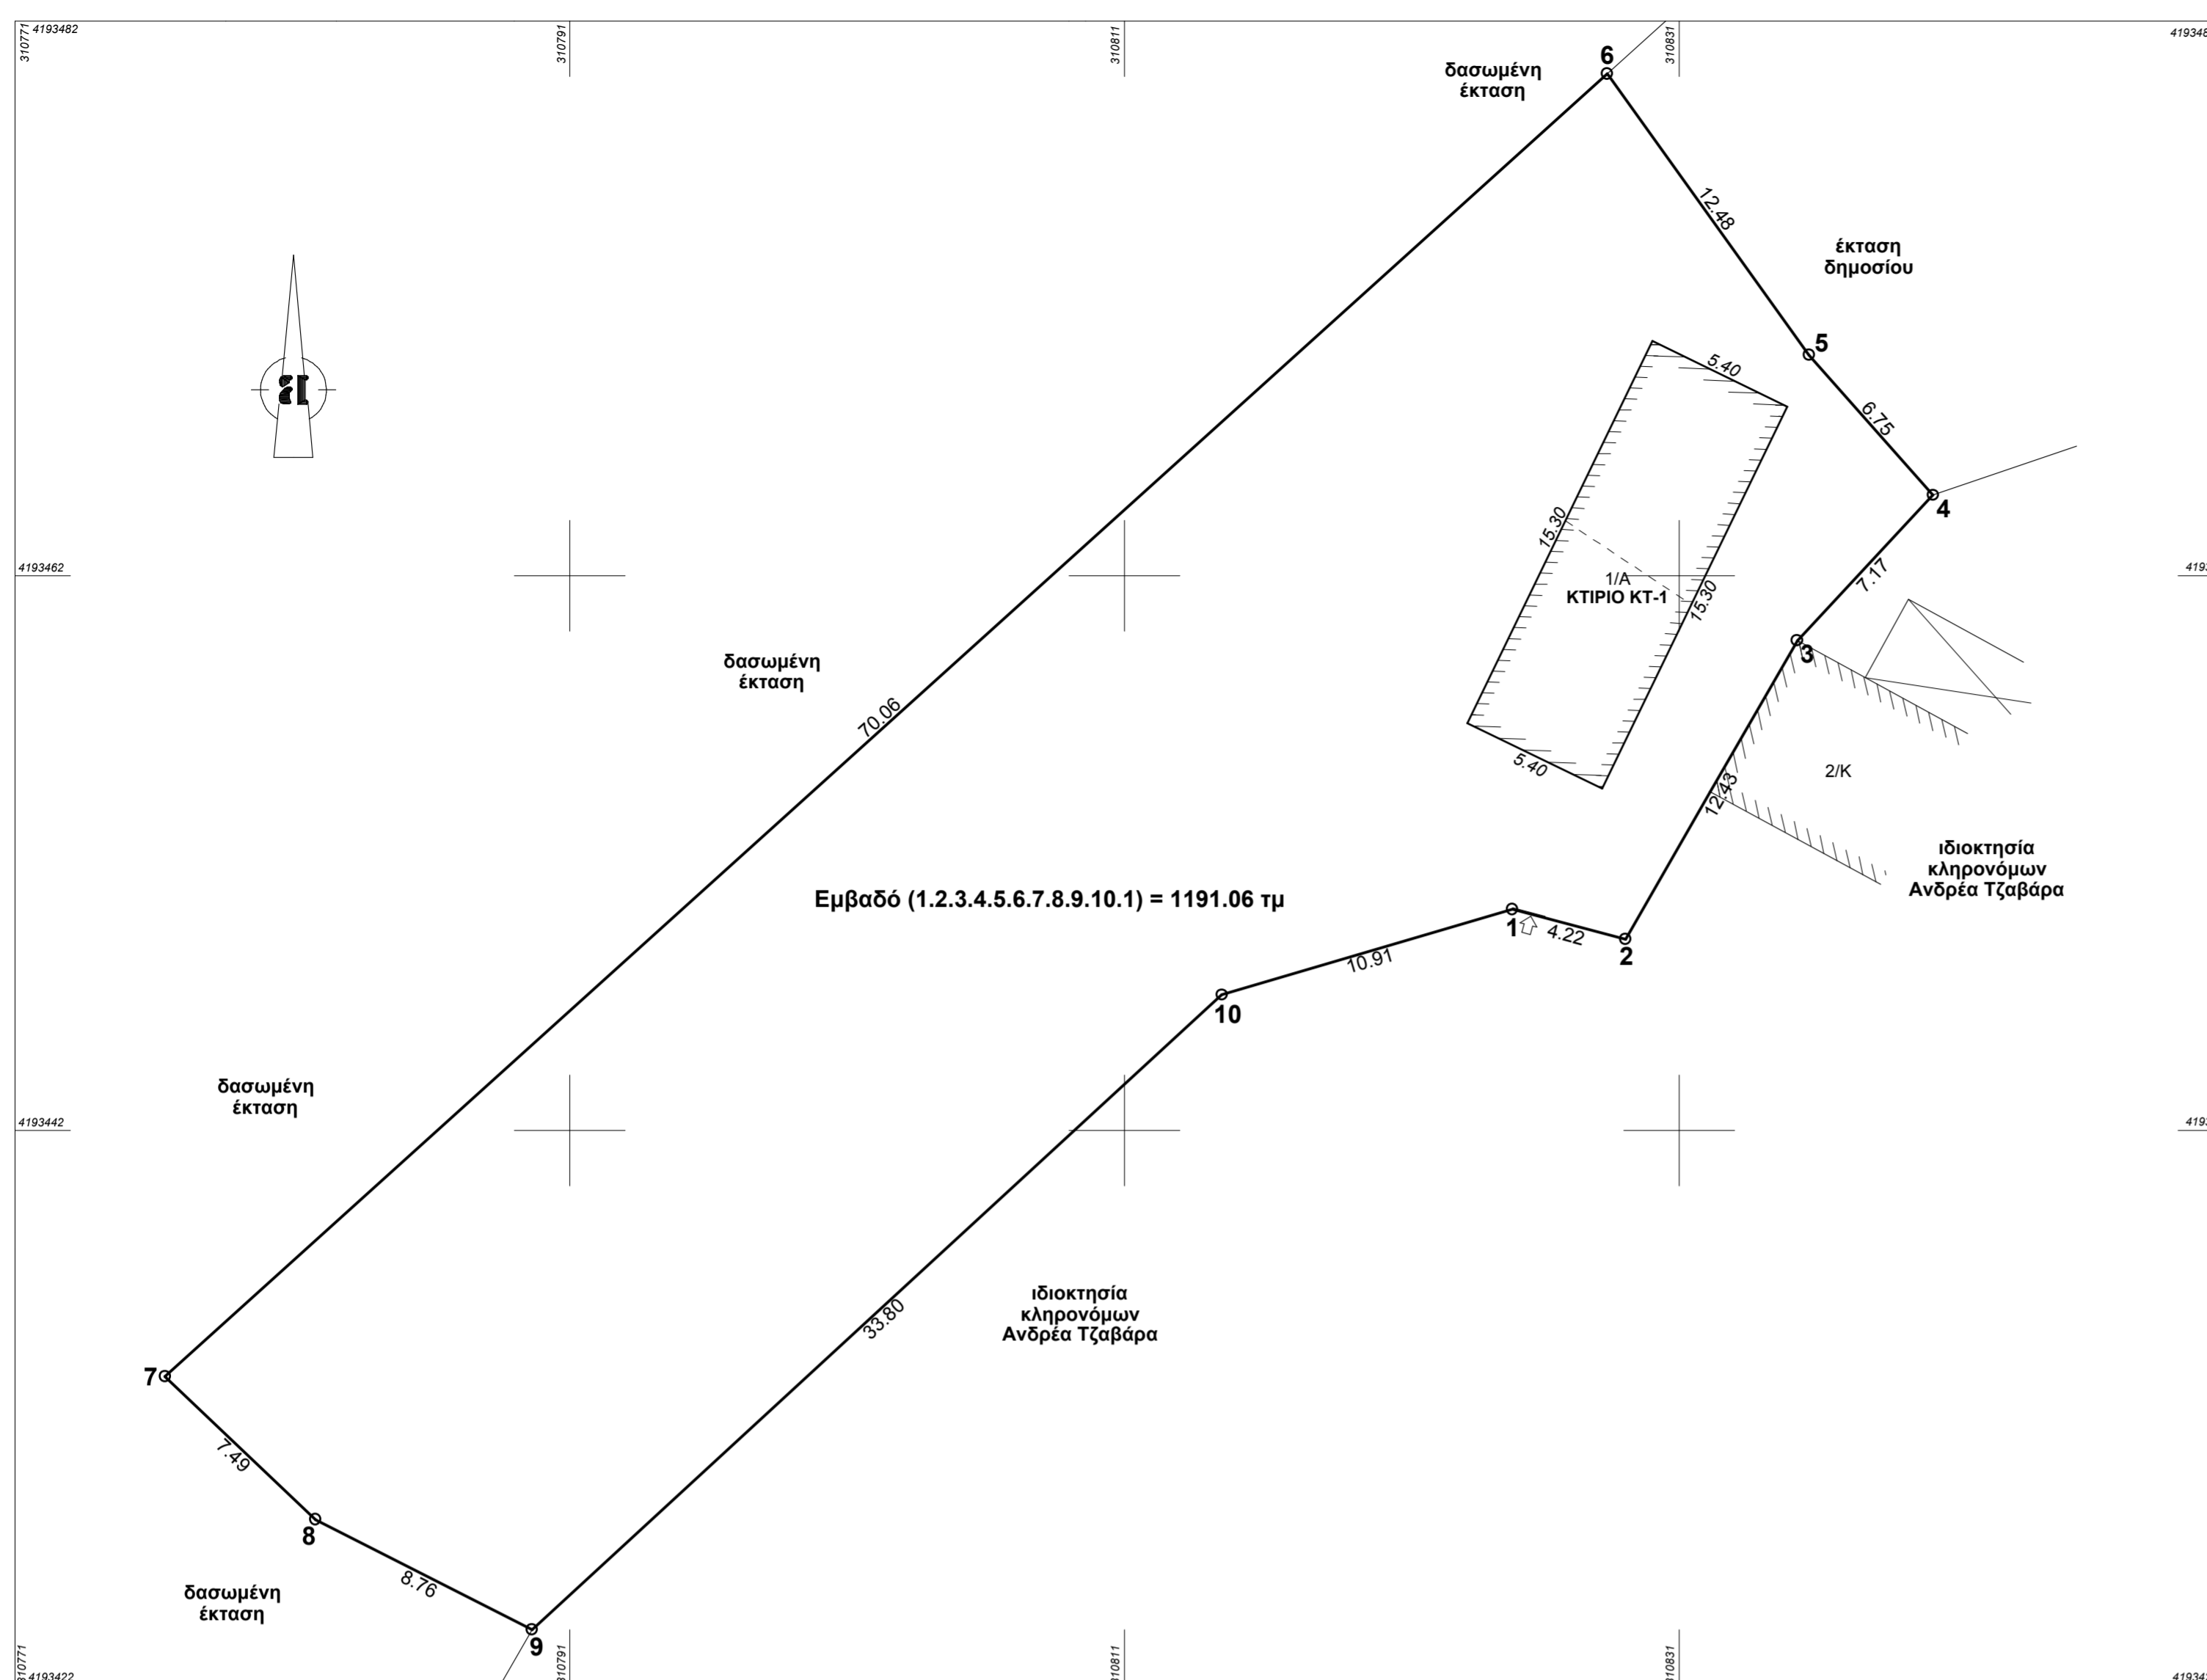 310771
4193482
310791
310811
310831
6
δασωμένη
έκταση
12.48
έκταση
δημοσίου
5
5.40
6.75
4
15.30
4193462
1/Α
ΚΤΙΡΙΟ ΚΤ-1
15.30
7.17
3
δασωμένη
έκταση
70.06
5.40
2/Κ
12.43
ιδιοκτησία
κληρονόμων
Ανδρέα Τζαβάρα
Εμβαδό (1.2.3.4.5.6.7.8.9.10.1) = 1191.06 τμ
1
4.22
2
10.91
10
δασωμένη
έκταση
4193442
ιδιοκτησία
κληρονόμων
Ανδρέα Τζαβάρα
33.80
7
7.49
8
8.76
δασωμένη
έκταση
9
310811
4193422